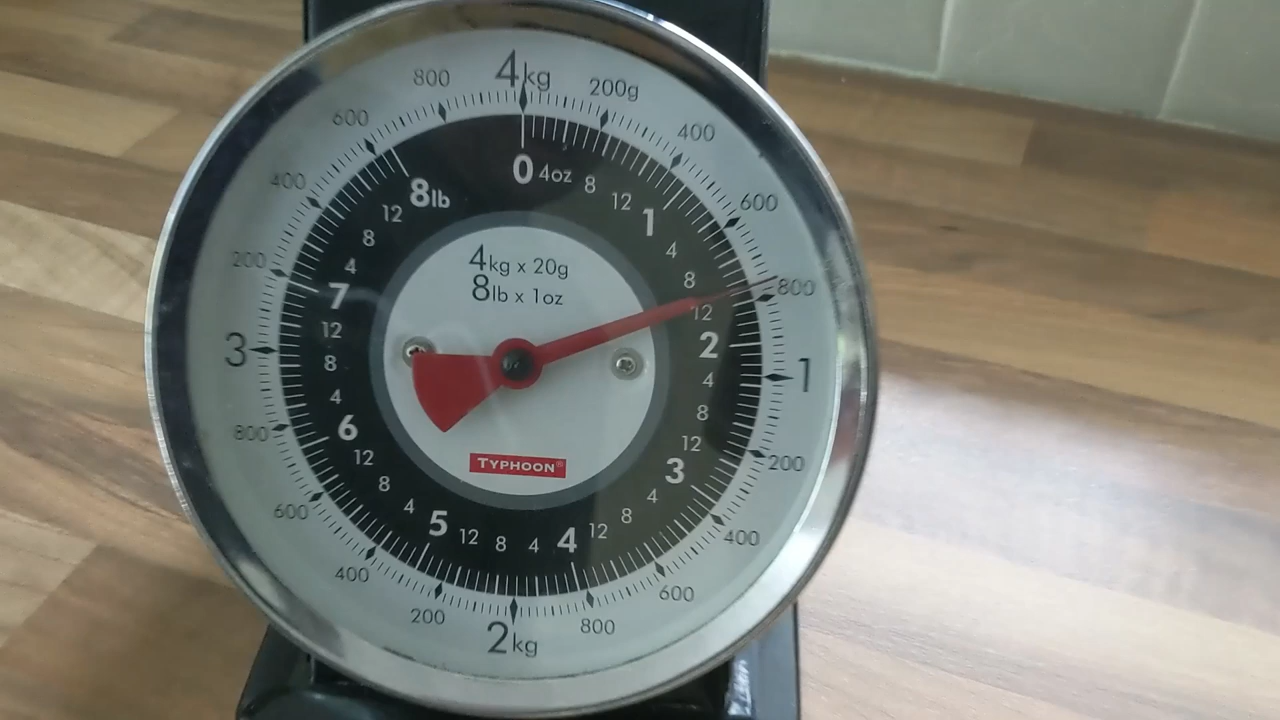 4kg
200g
400
600
800
1
200
400
600
800
2kg
200
400
600
800
3
200
400
600
800
0 4oz 8 12
1 4 8 12
2 4 8 12
3 4 8 12
4 4 8 12
5 4 8 12
6 4 8 12
7 4 8 12
8lb
4kg x 20g
8lb x 1oz
TYPHOON®